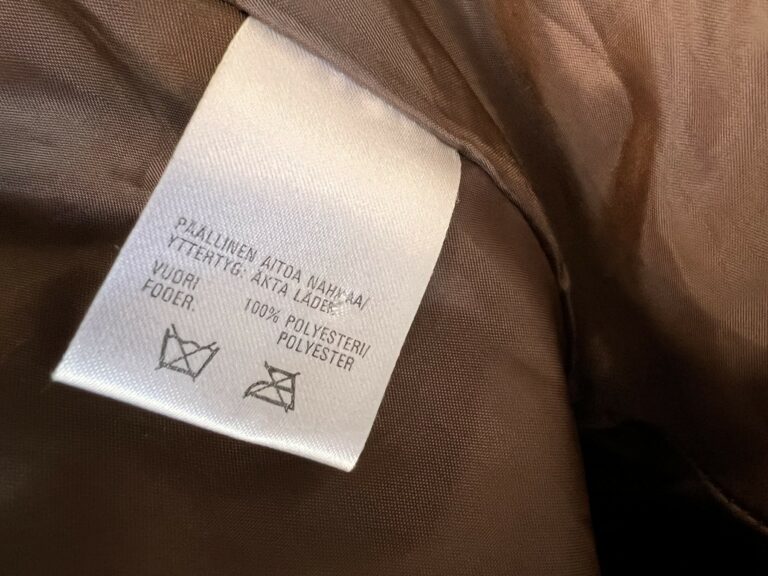 PÄÄLLINEN AITOA NAHKAA/
YTTERTYG: ÄKTA LÄDER
VUORI 100% POLYESTERI/
FODER. POLYESTER